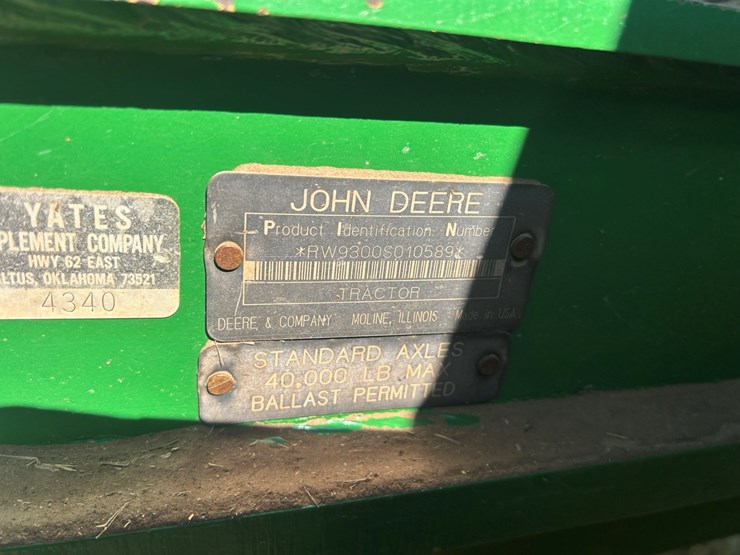 YATES
PLEMENT COMPANY
HWY 62 EAST
LTUS, OKLAHOMA 73521
4340
JOHN DEERE
Product Identification Number
*RW9300S010589*
TRACTOR
DEERE & COMPANY MOLINE, ILLINOIS Made in USA
STANDARD AXLES
40,000 LB MAX
BALLAST PERMITTED